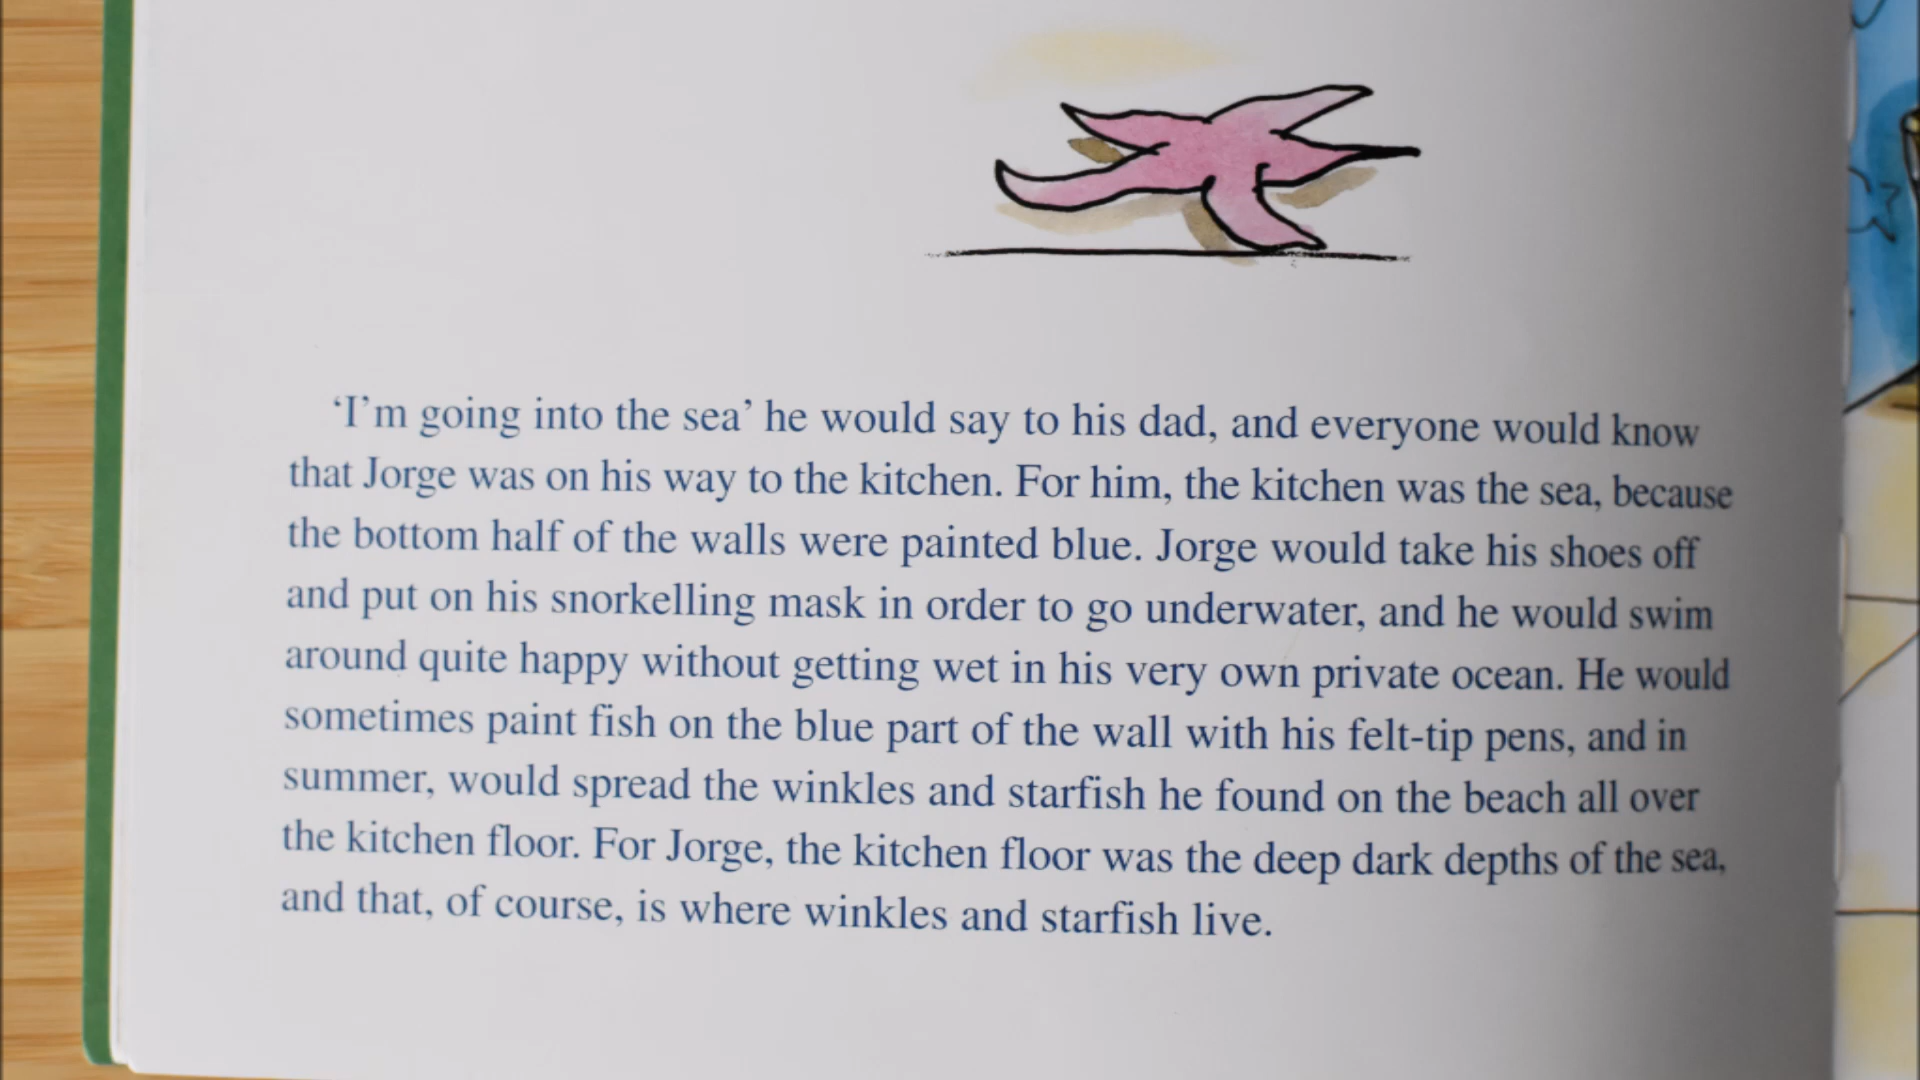 ‘I’m going into the sea’ he would say to his dad, and everyone would know
that Jorge was on his way to the kitchen. For him, the kitchen was the sea, because
the bottom half of the walls were painted blue. Jorge would take his shoes off
and put on his snorkelling mask in order to go underwater, and he would swim
around quite happy without getting wet in his very own private ocean. He would
sometimes paint fish on the blue part of the wall with his felt-tip pens, and in
summer, would spread the winkles and starfish he found on the beach all over
the kitchen floor. For Jorge, the kitchen floor was the deep dark depths of the sea,
and that, of course, is where winkles and starfish live.